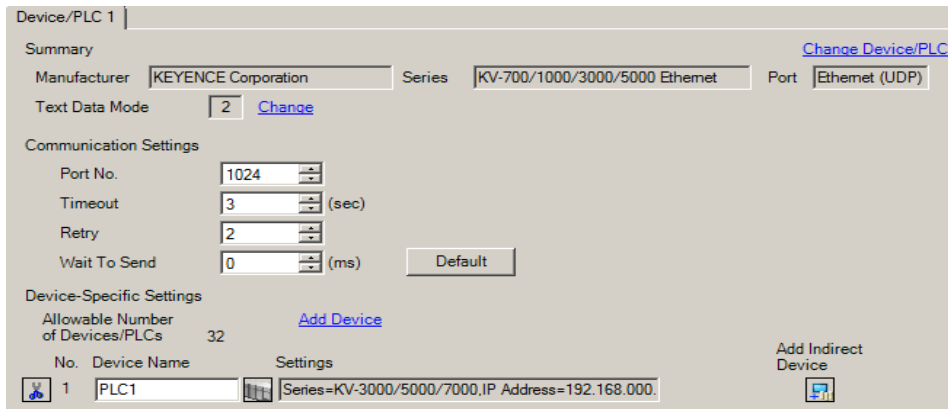 Device/PLC 1
Summary Change Device/PLC
Manufacturer KEYENCE Corporation Series KV-700/1000/3000/5000 Ethernet Port Ethernet (UDP)
Text Data Mode 2 Change
Communication Settings
Port No. 1024
Timeout 3 (sec)
Retry 2
Wait To Send 0 (ms) Default
Device-Specific Settings
Allowable Number Add Device
of Devices/PLCs 32
Add Indirect
No. Device Name Settings Device
1 PLC1 Series=KV-3000/5000/7000,IP Address=192.168.000.